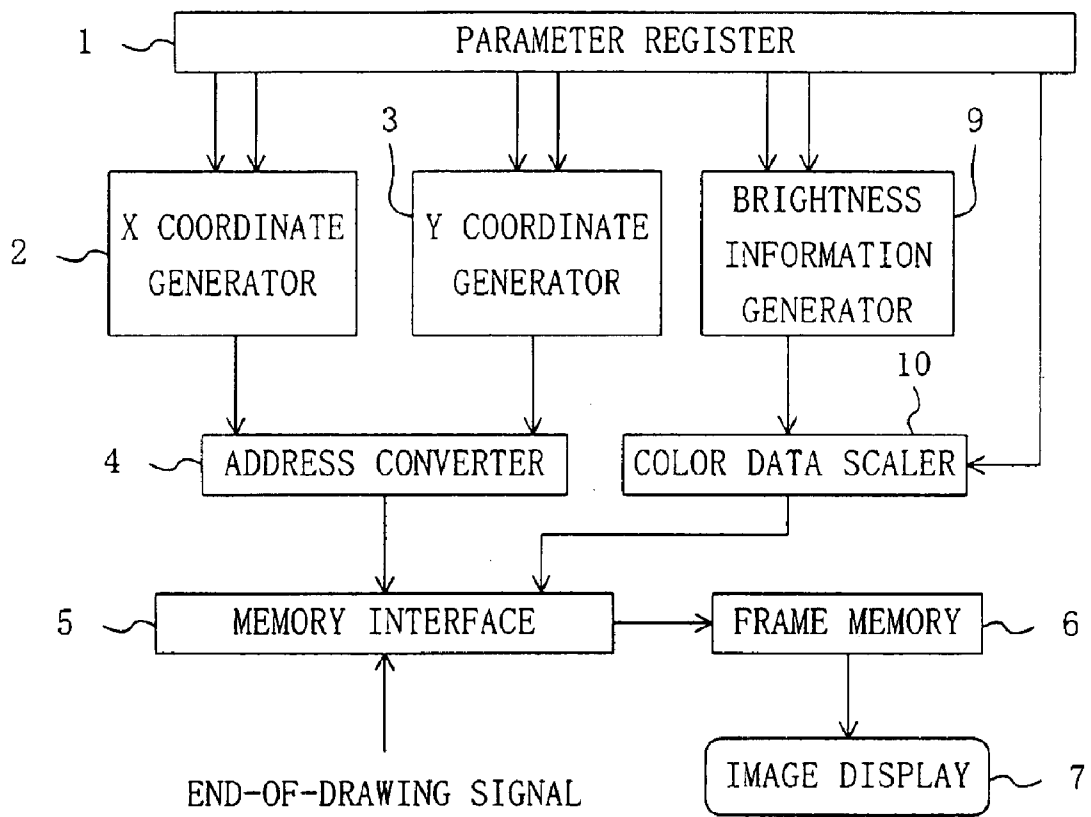 1
PARAMETER REGISTER
2
X COORDINATE
GENERATOR
3
Y COORDINATE
GENERATOR
9
BRIGHTNESS
INFORMATION
GENERATOR
4
ADDRESS CONVERTER
10
COLOR DATA SCALER
5
MEMORY INTERFACE
FRAME MEMORY
6
END-OF-DRAWING SIGNAL
IMAGE DISPLAY
7